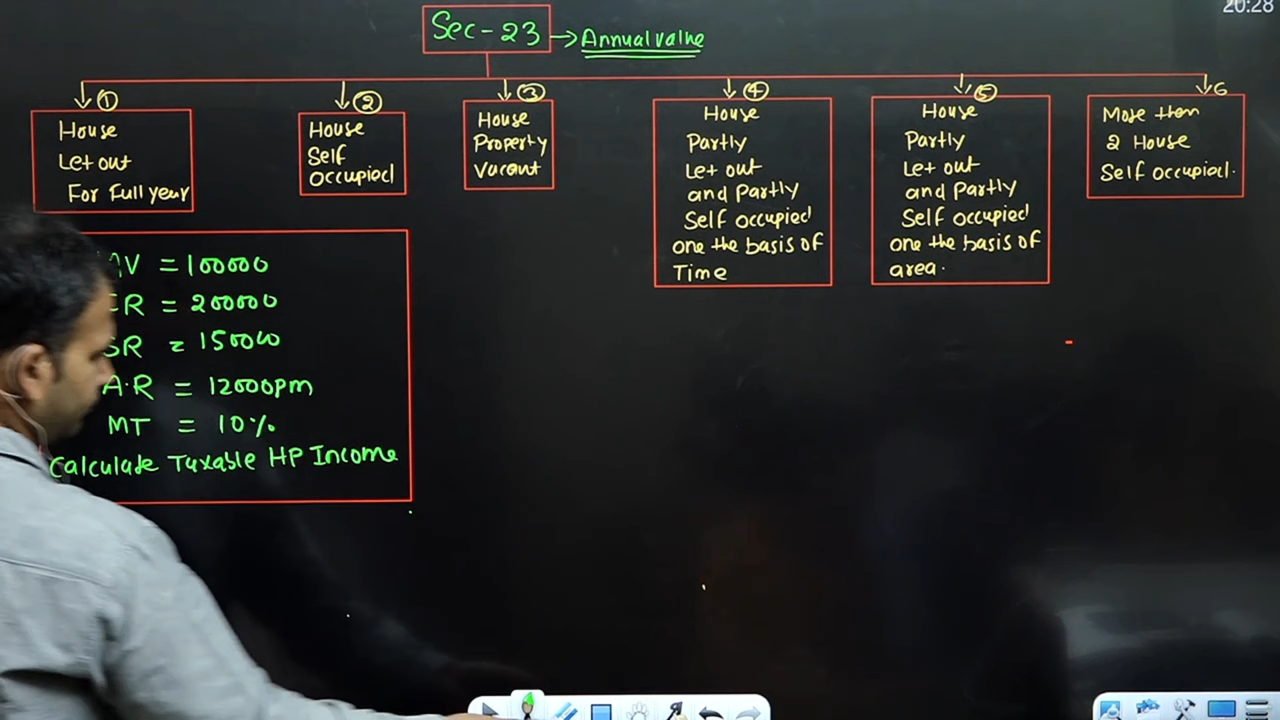 20:28
Sec-23 → Annual value
①
House
Let out
For Full year
②
House
Self
occupied
③
House
Property
Vacant
④
House
Partly
Let out
and Partly
Self occupied
one the basis of
Time
⑤
House
Partly
Let out
and Partly
Self occupied
one the basis of
area.
6
More then
2 House
Self occupied.
= 100000
R = 200000
R = 150000
A.R = 12000pm
MT = 10%
Calculate Taxable HP Income